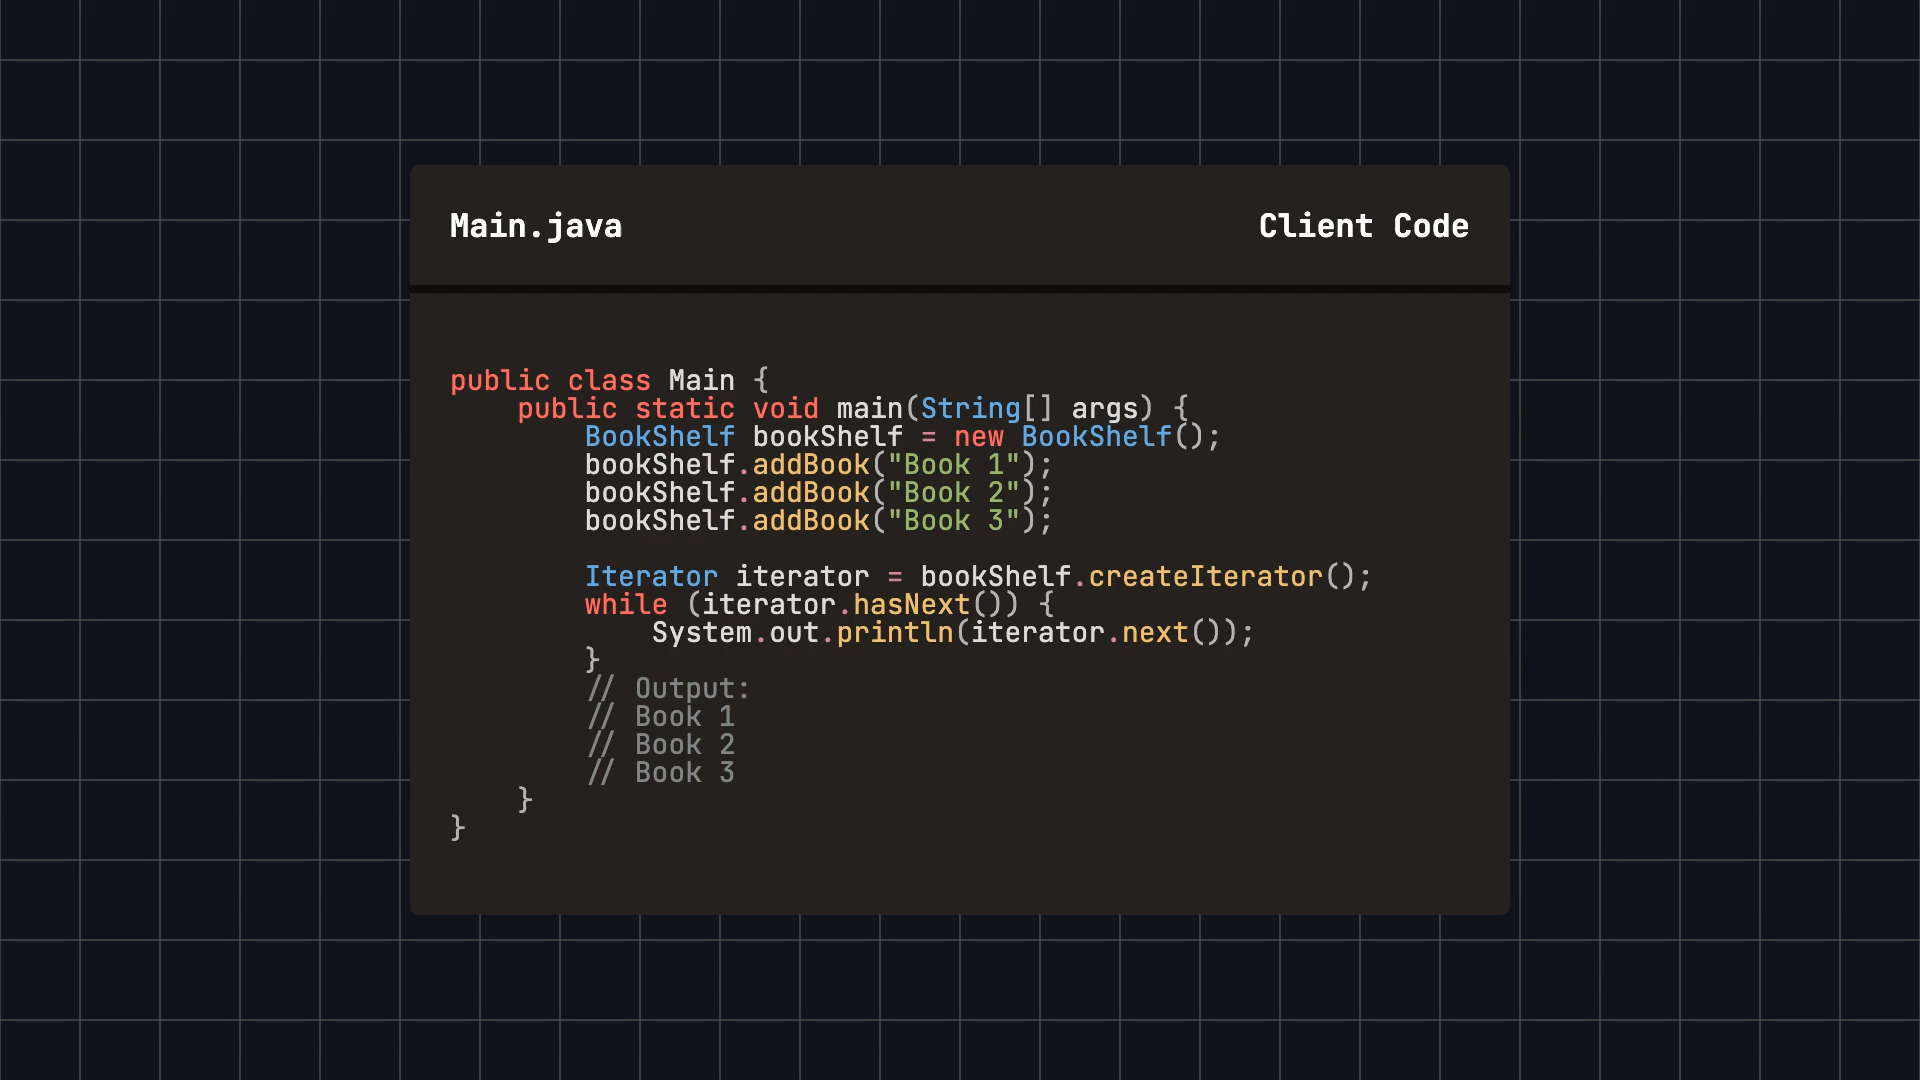 Main.java
Client Code
public class Main {
    public static void main(String[] args) {
        BookShelf bookShelf = new BookShelf();
        bookShelf.addBook("Book 1");
        bookShelf.addBook("Book 2");
        bookShelf.addBook("Book 3");

        Iterator iterator = bookShelf.createIterator();
        while (iterator.hasNext()) {
            System.out.println(iterator.next());
        }
        // Output:
        // Book 1
        // Book 2
        // Book 3
    }
}